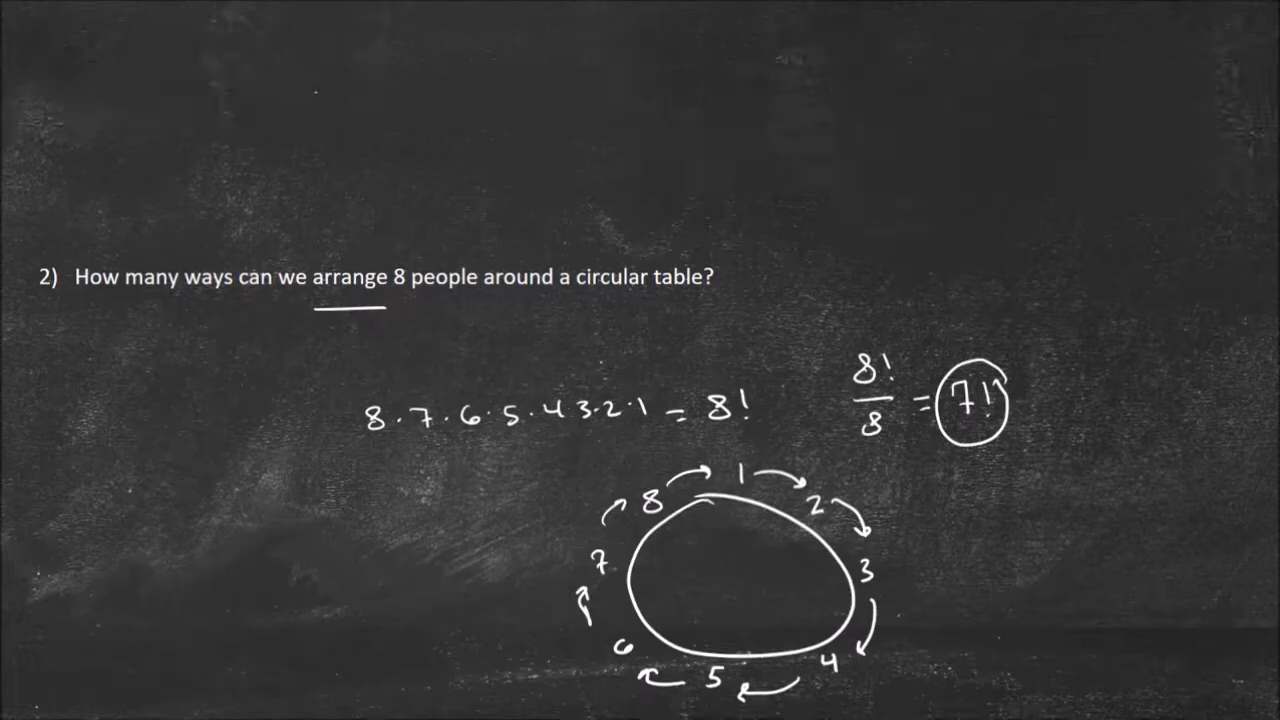 2) How many ways can we arrange 8 people around a circular table?
8·7·6·5·4 3·2·1 = 8!
8!/8 = 7!
1
2
3
4
5
6
7
8